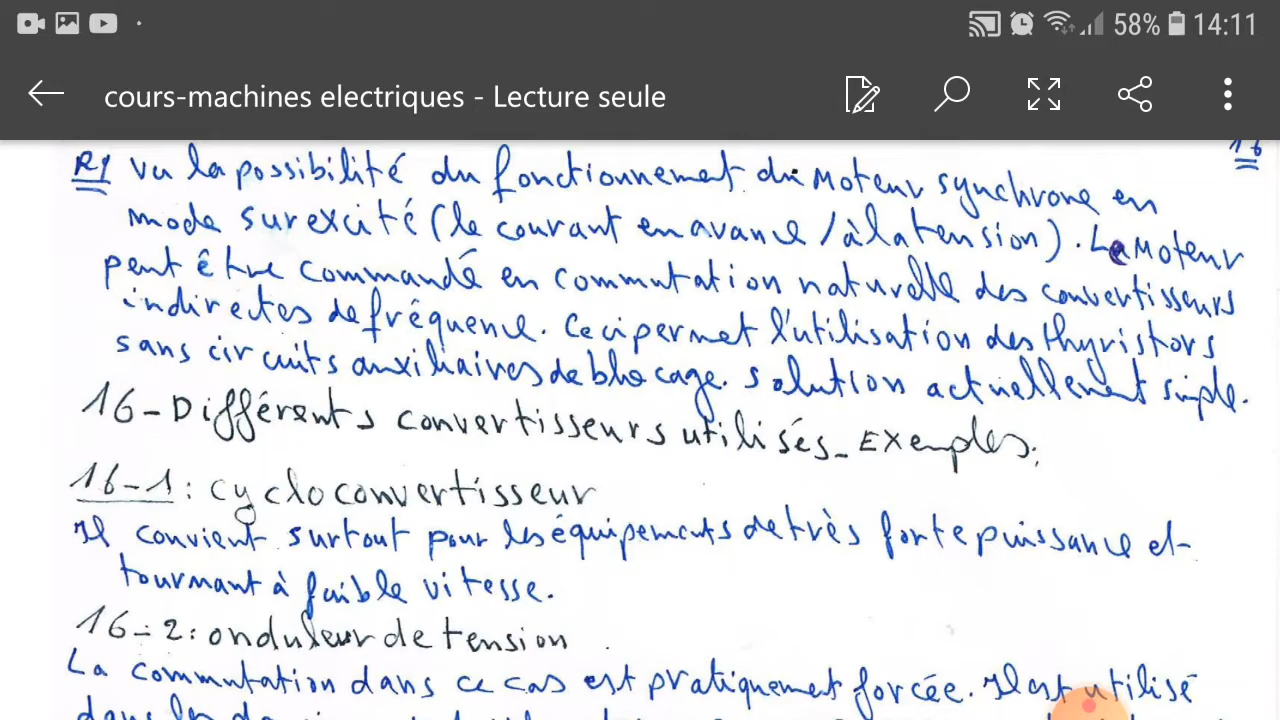 58% 14:11
cours-machines electriques - Lecture seule
16
R1 Vu la possibilité du fonctionnement du Moteur synchrone en
mode surexcité (le courant en avance / à la tension). Le Moteur
peut être commandé en commutation naturelle des convertisseurs
indirectes de fréquence. Ceci permet l'utilisation des thyristors
sans circuits auxiliaires de blocage. solution actuellement simple.
16 - Différents convertisseurs utilisés - Exemples.
16-1 : cycloconvertisseur
Il convient surtout pour les équipements de très forte puissance et
tournant à faible vitesse.
16-2 : onduleur de tension
La commutation dans ce cas est pratiquement forcée. Il est utilisé
dans les